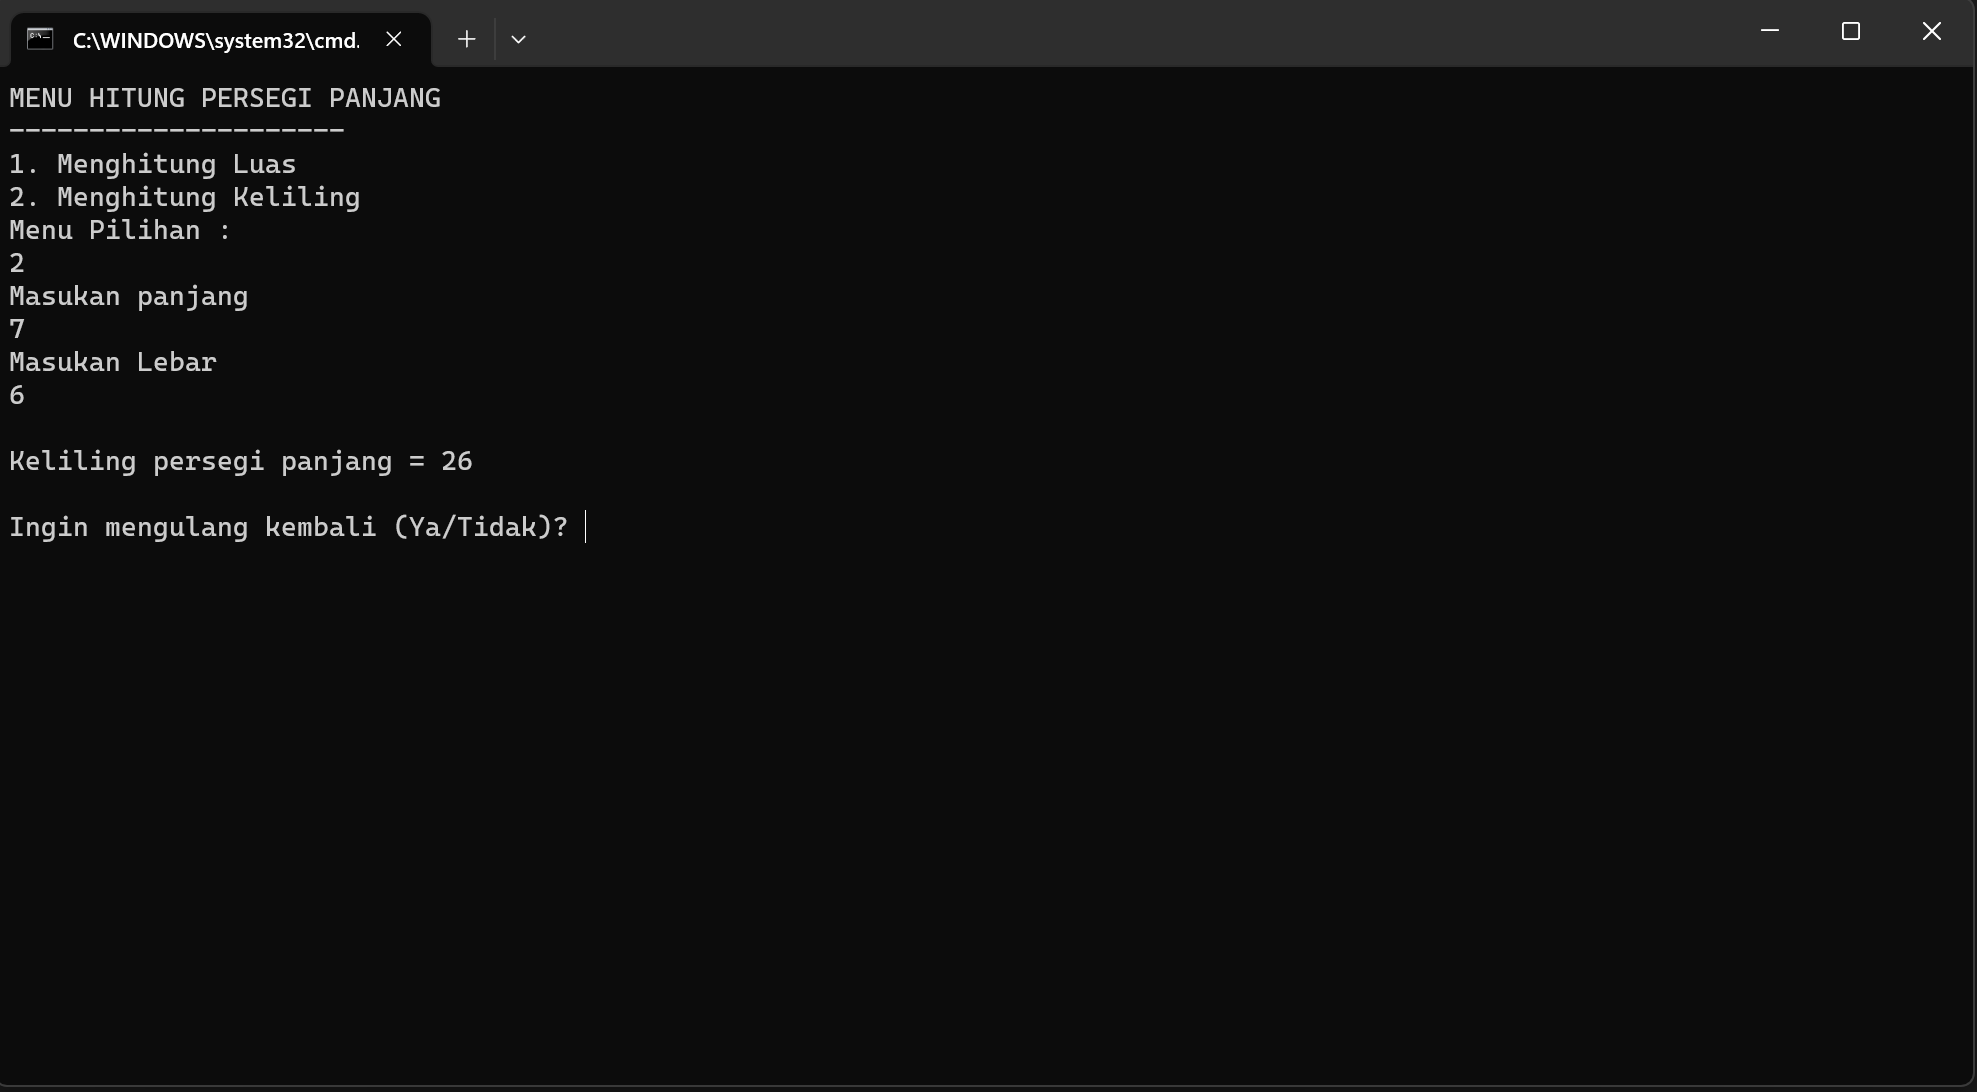 C:\WINDOWS\system32\cmd.
MENU HITUNG PERSEGI PANJANG
---------------------
1. Menghitung Luas
2. Menghitung Keliling
Menu Pilihan :
2
Masukan panjang
7
Masukan Lebar
6
Keliling persegi panjang = 26
Ingin mengulang kembali (Ya/Tidak)?